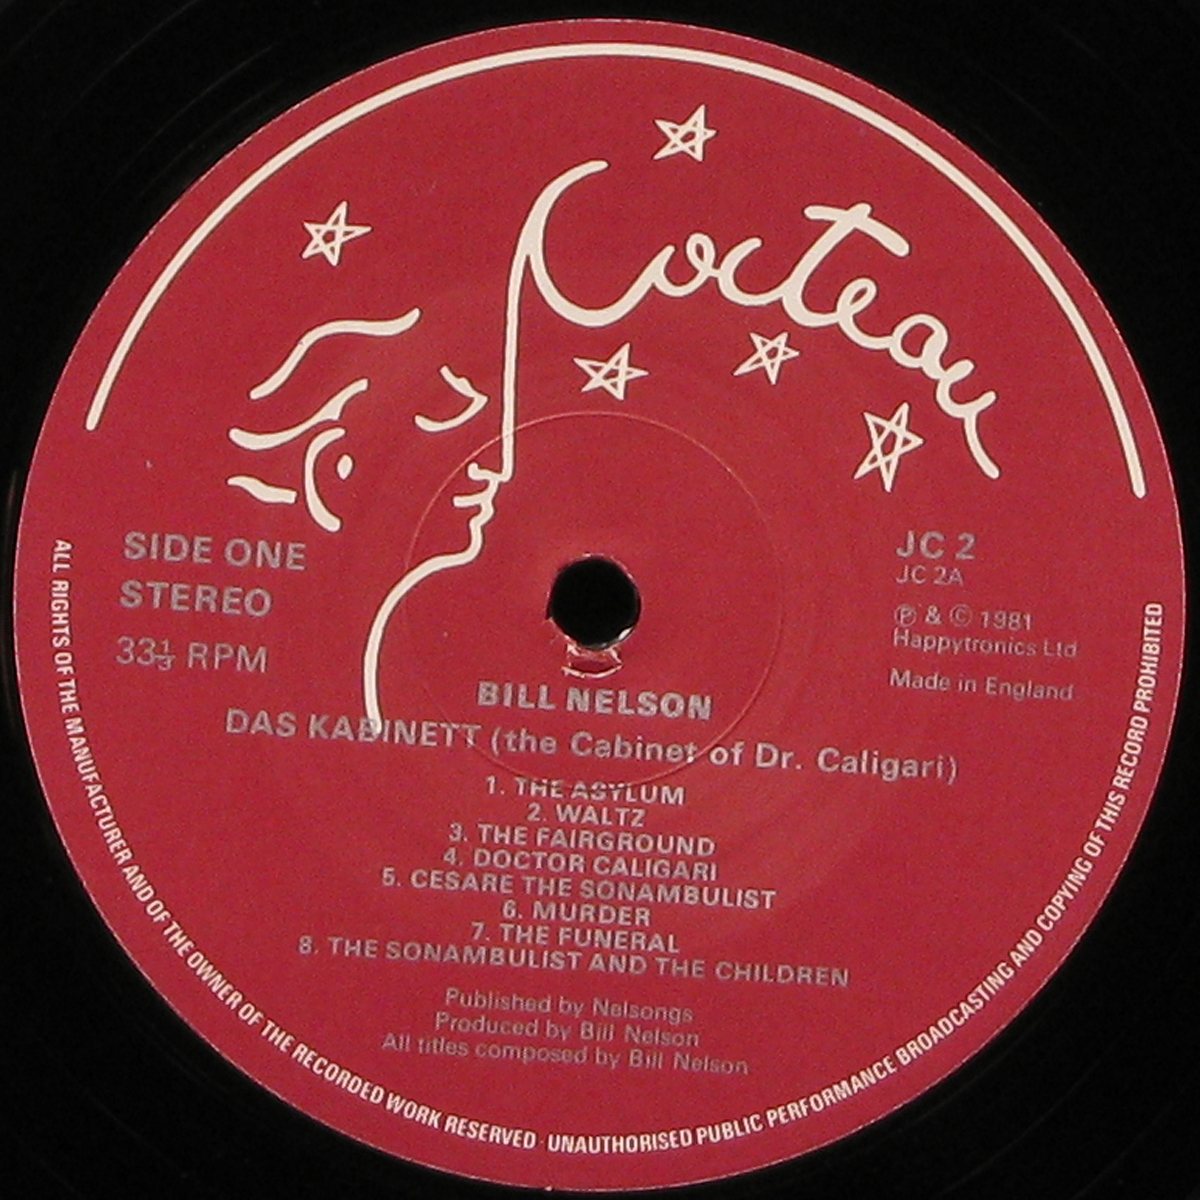 Cocteau
SIDE ONE
STEREO
33⅓ RPM
JC 2
JC 2A
℗ & © 1981
Happytronics Ltd
Made in England
BILL NELSON
DAS KABINETT (the Cabinet of Dr. Caligari)
1. THE ASYLUM
2. WALTZ
3. THE FAIRGROUND
4. DOCTOR CALIGARI
5. CESARE THE SONAMBULIST
6. MURDER
7. THE FUNERAL
8. THE SONAMBULIST AND THE CHILDREN
Published by Nelsongs
Produced by Bill Nelson
All titles composed by Bill Nelson
ALL RIGHTS OF THE MANUFACTURER AND OF THE OWNER OF THE RECORDED WORK RESERVED · UNAUTHORISED PUBLIC PERFORMANCE BROADCASTING AND COPYING OF THIS RECORD PROHIBITED